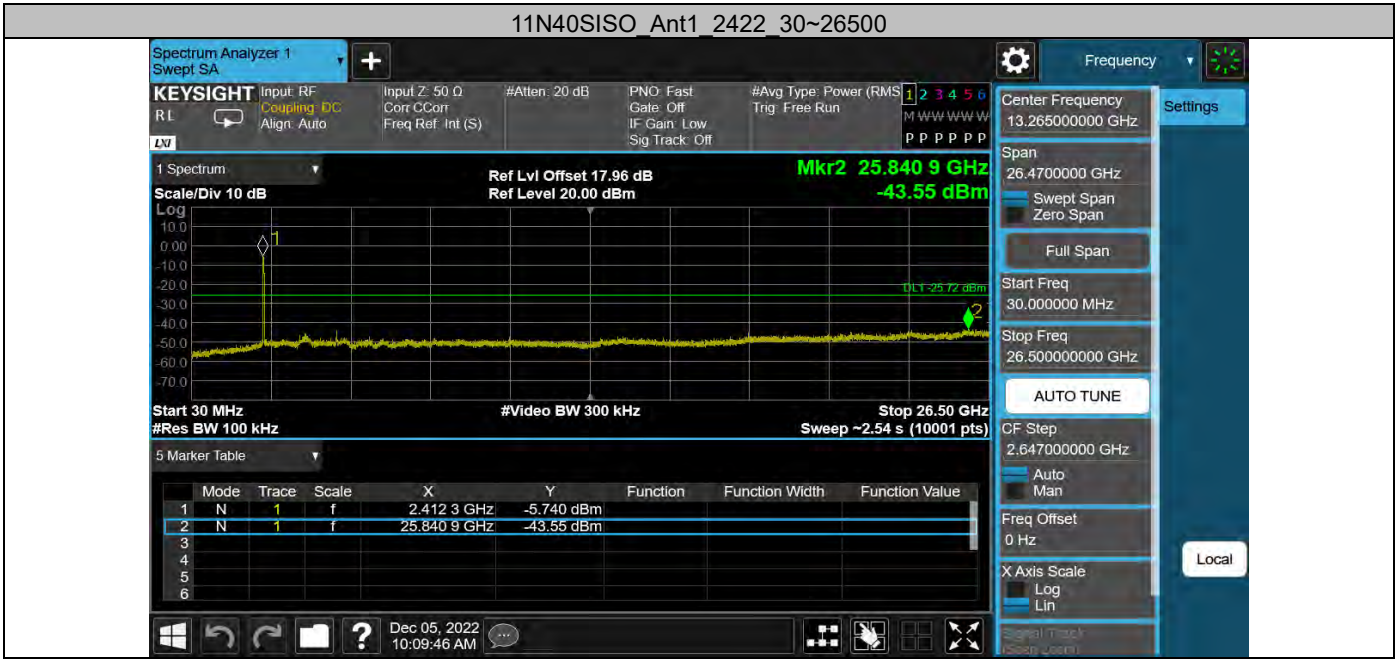 11N40SISO_Ant1_2422_30~26500
Spectrum Analyzer 1
Swept SA
+
Frequency
KEYSIGHT
RL
LXI
Input: RF
Coupling: DC
Align: Auto
Input Z: 50 Ω
Corr CCorr
Freq Ref: Int (S)
#Atten: 20 dB
PNO: Fast
Gate: Off
IF Gain: Low
Sig Track: Off
#Avg Type: Power (RMS
Trig: Free Run
1 2 3 4 5 6
M W W W W W
P P P P P P
1 Spectrum
Scale/Div 10 dB
Ref Lvl Offset 17.96 dB
Ref Level 20.00 dBm
Mkr2 25.840 9 GHz
-43.55 dBm
Log
10.0
0.00
-10.0
-20.0
-30.0
-40.0
-50.0
-60.0
-70.0
1
DL1 -25.72 dBm
2
Start 30 MHz
#Video BW 300 kHz
Stop 26.50 GHz
#Res BW 100 kHz
Sweep ~2.54 s (10001 pts)
5 Marker Table
Mode Trace Scale X Y Function Function Width Function Value
1 N 1 f 2.412 3 GHz -5.740 dBm
2 N 1 f 25.840 9 GHz -43.55 dBm
3
4
5
6
Dec 05, 2022
10:09:46 AM
?
Center Frequency
13.265000000 GHz
Settings
Span
26.4700000 GHz
Swept Span
Zero Span
Full Span
Start Freq
30.000000 MHz
Stop Freq
26.500000000 GHz
AUTO TUNE
CF Step
2.647000000 GHz
Auto
Man
Freq Offset
0 Hz
X Axis Scale
Log
Lin
Local
Signal Track
(Span Zoom)